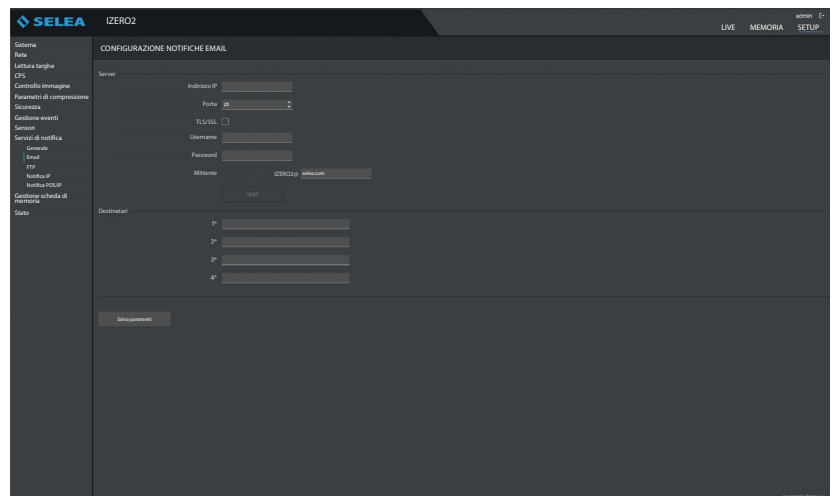 SELEA
IZERO2
admin
LIVE MEMORIA SETUP
Sistema
Rete
Lettura targhe
CPS
Controllo immagine
Parametri di compressione
Sicurezza
Gestione eventi
Sensori
Servizi di notifica
Generale
Email
FTP
Notifica IP
Notifica POS/IP
Gestione scheda di
memoria
Stato
CONFIGURAZIONE NOTIFICHE EMAIL
Server
Indirizzo IP
Porta 25
TLS/SSL
Username
Password
Mittente IZERO2@ selea.com
TEST
Destinatari
1°
2°
3°
4°
Salva parametri